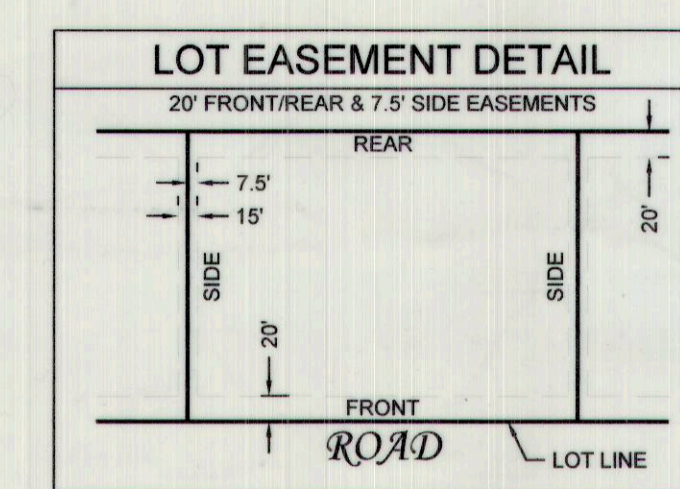 LOT EASEMENT DETAIL
20' FRONT/REAR & 7.5' SIDE EASEMENTS
REAR
7.5'
15'
20'
SIDE
SIDE
20'
FRONT
ROAD
LOT LINE